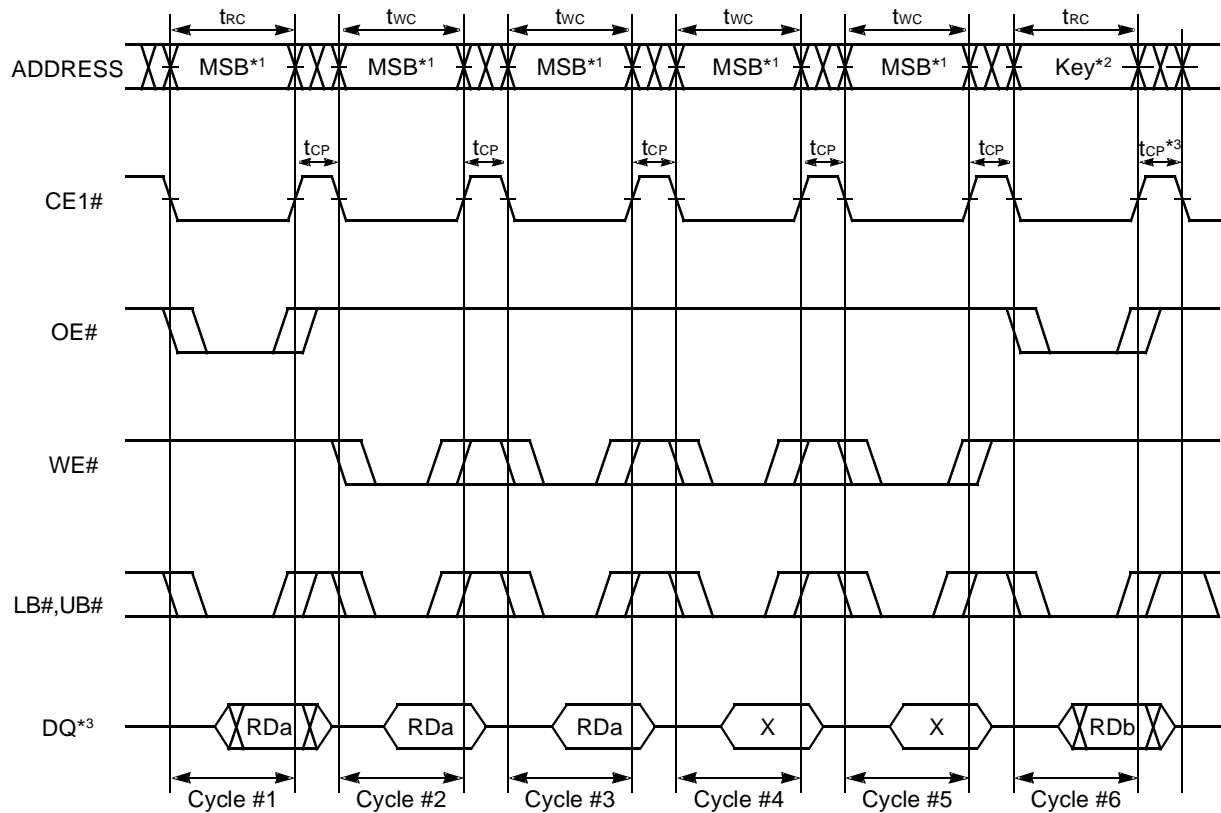 tRC tWC tWC tWC tWC tRC
ADDRESS MSB*1 MSB*1 MSB*1 MSB*1 MSB*1 Key*2
tCP tCP tCP tCP tCP tCP*3
CE1#
OE#
WE#
LB#,UB#
DQ*3 RDa RDa RDa X X RDb
Cycle #1 Cycle #2 Cycle #3 Cycle #4 Cycle #5 Cycle #6